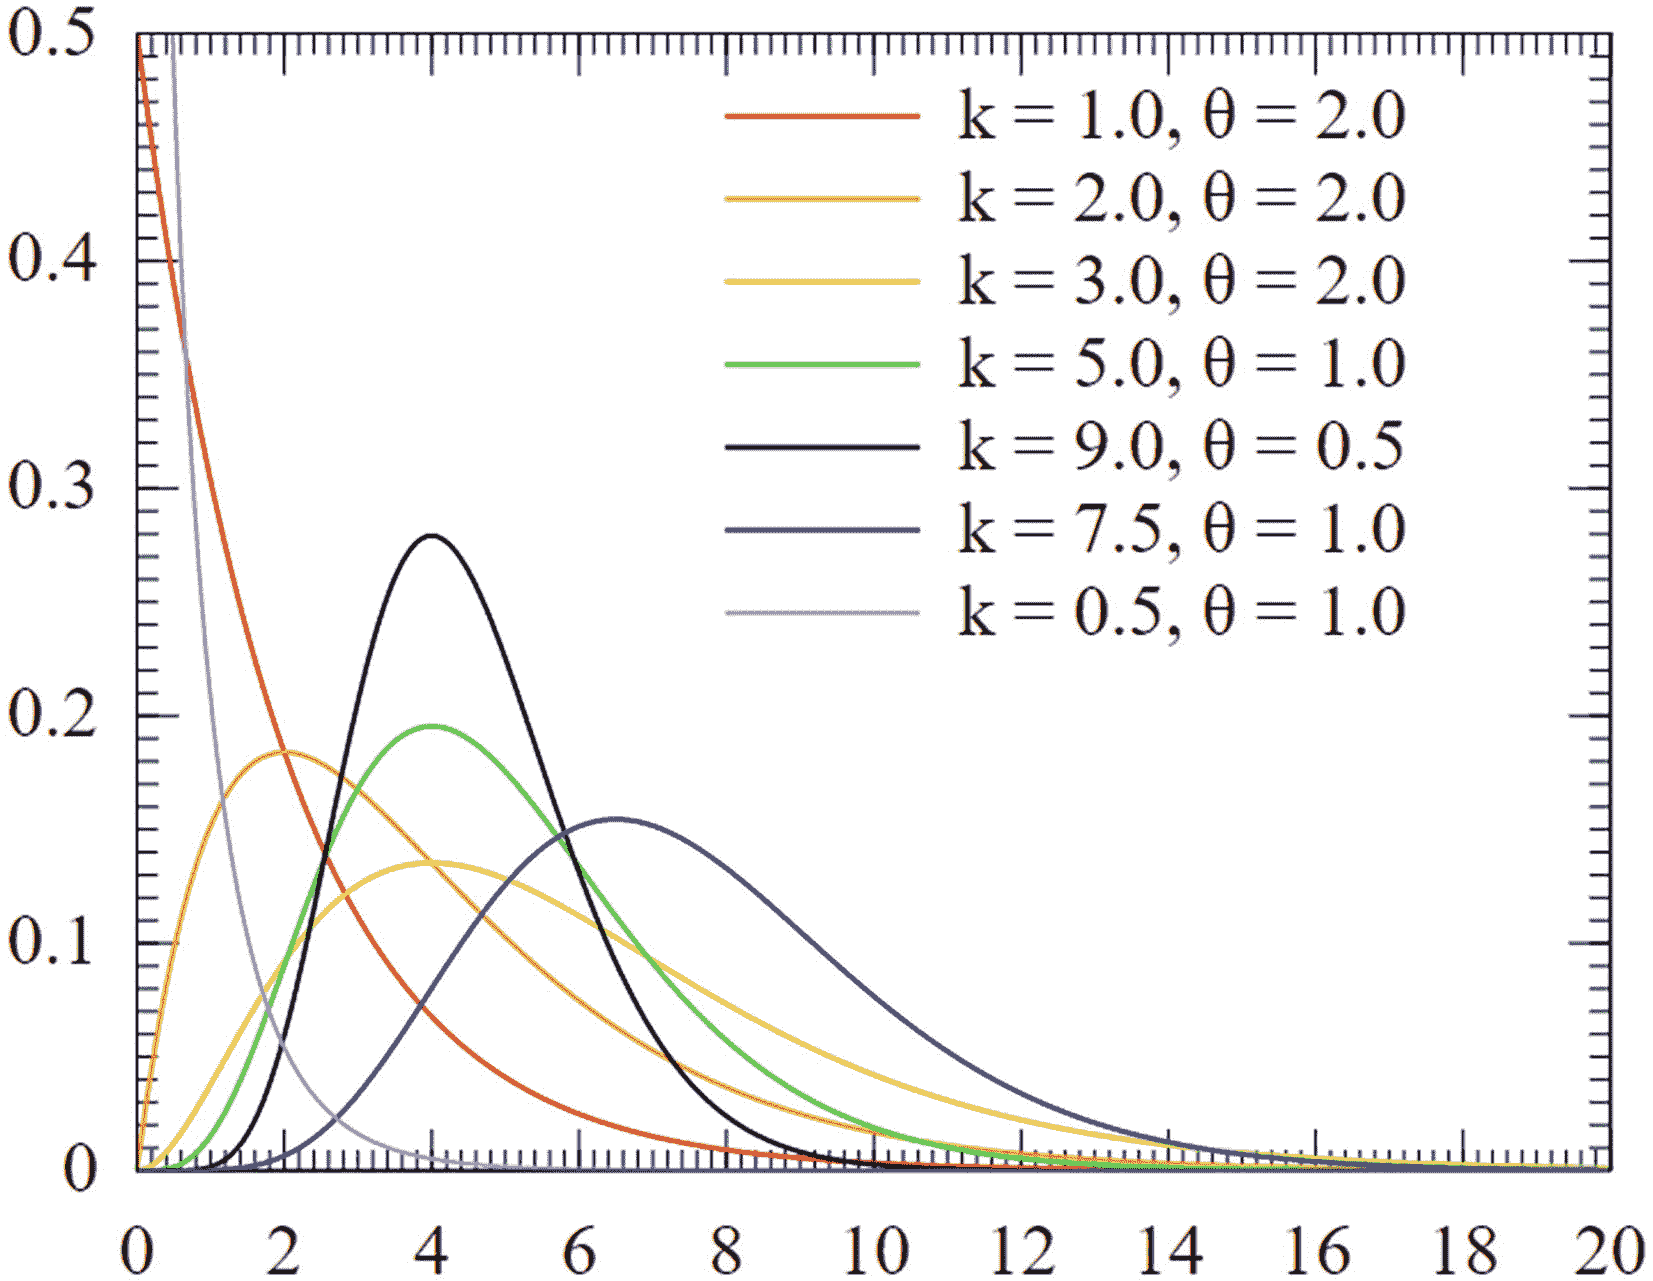 0.5
k = 1.0, θ = 2.0
k = 2.0, θ = 2.0
0.4
k = 3.0, θ = 2.0
k = 5.0, θ = 1.0
k = 9.0, θ = 0.5
0.3
k = 7.5, θ = 1.0
k = 0.5, θ = 1.0
0.2
0.1
0
0 2 4 6 8 10 12 14 16 18 20